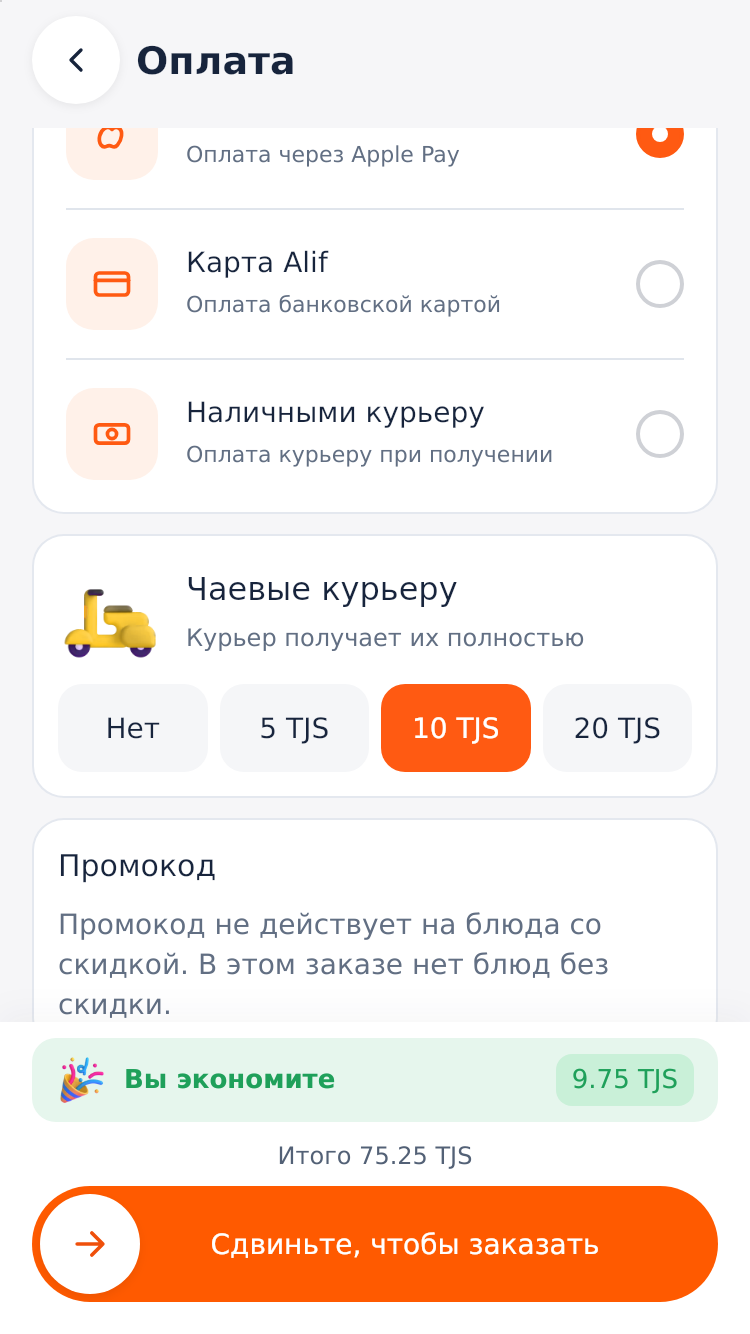 Оплата
Оплата через Apple Pay
Карта Alif
Оплата банковской картой
Наличными курьеру
Оплата курьеру при получении
Чаевые курьеру
Курьер получает их полностью
Нет
5 TJS
10 TJS
20 TJS
Промокод
Промокод не действует на блюда со
скидкой. В этом заказе нет блюд без
скидки.
Вы экономите
9.75 TJS
Итого 75.25 TJS
Сдвиньте, чтобы заказать